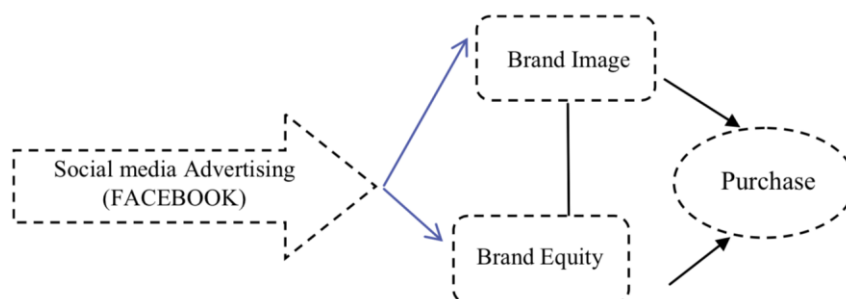 Brand Image
Social media Advertising
(FACEBOOK)
Purchase
Brand Equity